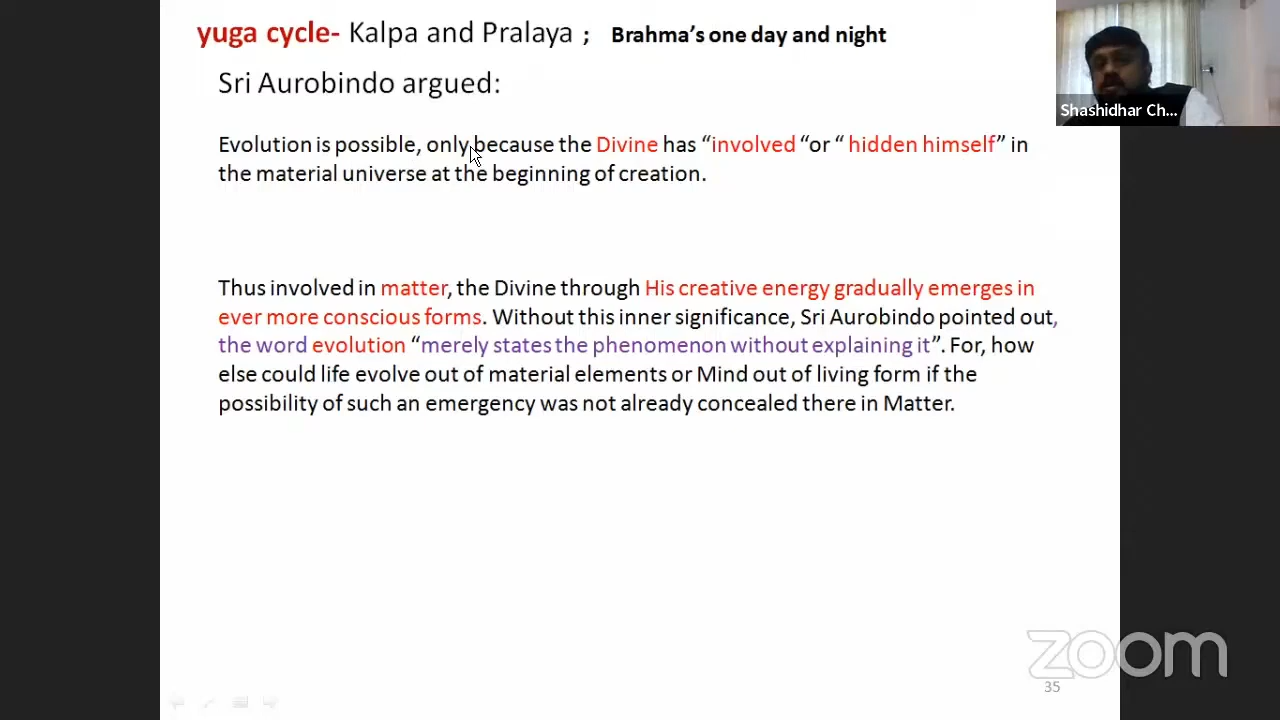 yuga cycle- Kalpa and Pralaya ; Brahma's one day and night
Sri Aurobindo argued:
Evolution is possible, only because the Divine has “involved “or “ hidden himself” in
the material universe at the beginning of creation.
Thus involved in matter, the Divine through His creative energy gradually emerges in
ever more conscious forms. Without this inner significance, Sri Aurobindo pointed out,
the word evolution “merely states the phenomenon without explaining it”. For, how
else could life evolve out of material elements or Mind out of living form if the
possibility of such an emergency was not already concealed there in Matter.
Shashidhar Ch...
zoom
35